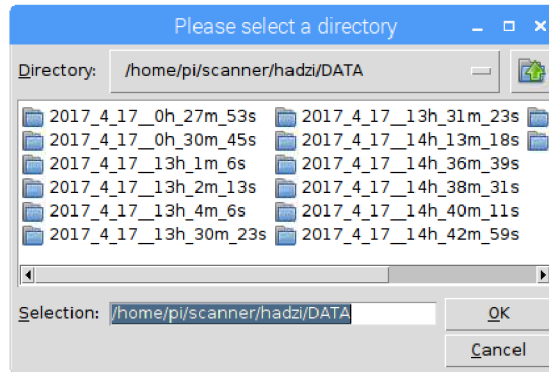 Please select a directory
Directory: /home/pi/scanner/hadzi/DATA
2017_4_17__0h_27m_53s 2017_4_17__13h_31m_23s
2017_4_17__0h_30m_45s 2017_4_17__14h_13m_18s
2017_4_17__13h_1m_6s 2017_4_17__14h_36m_39s
2017_4_17__13h_2m_13s 2017_4_17__14h_38m_31s
2017_4_17__13h_4m_6s 2017_4_17__14h_40m_11s
2017_4_17__13h_30m_23s 2017_4_17__14h_42m_59s
Selection: /home/pi/scanner/hadzi/DATA OK
Cancel